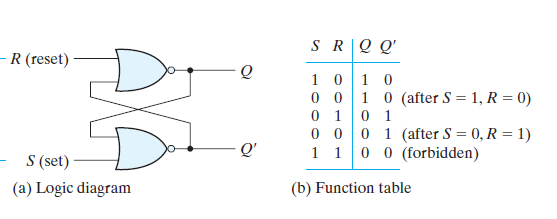 R (reset)
Q
S (set)
Q'
(a) Logic diagram
S R Q Q'
1 0 1 0
0 0 1 0 (after S = 1, R = 0)
0 1 0 1
0 0 0 1 (after S = 0, R = 1)
1 1 0 0 (forbidden)
(b) Function table